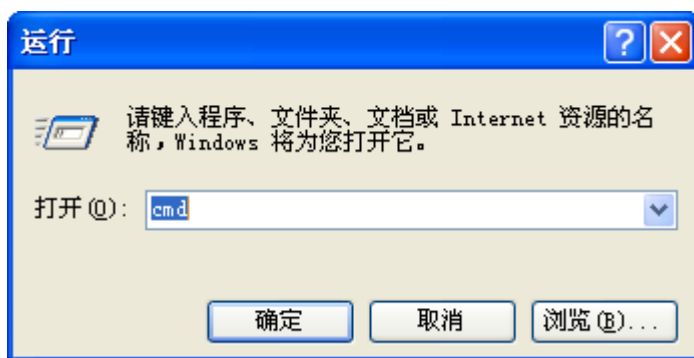 运行
请键入程序、文件夹、文档或 Internet 资源的名
称，Windows 将为您打开它。
打开(O)： cmd
确定 取消 浏览(B)...